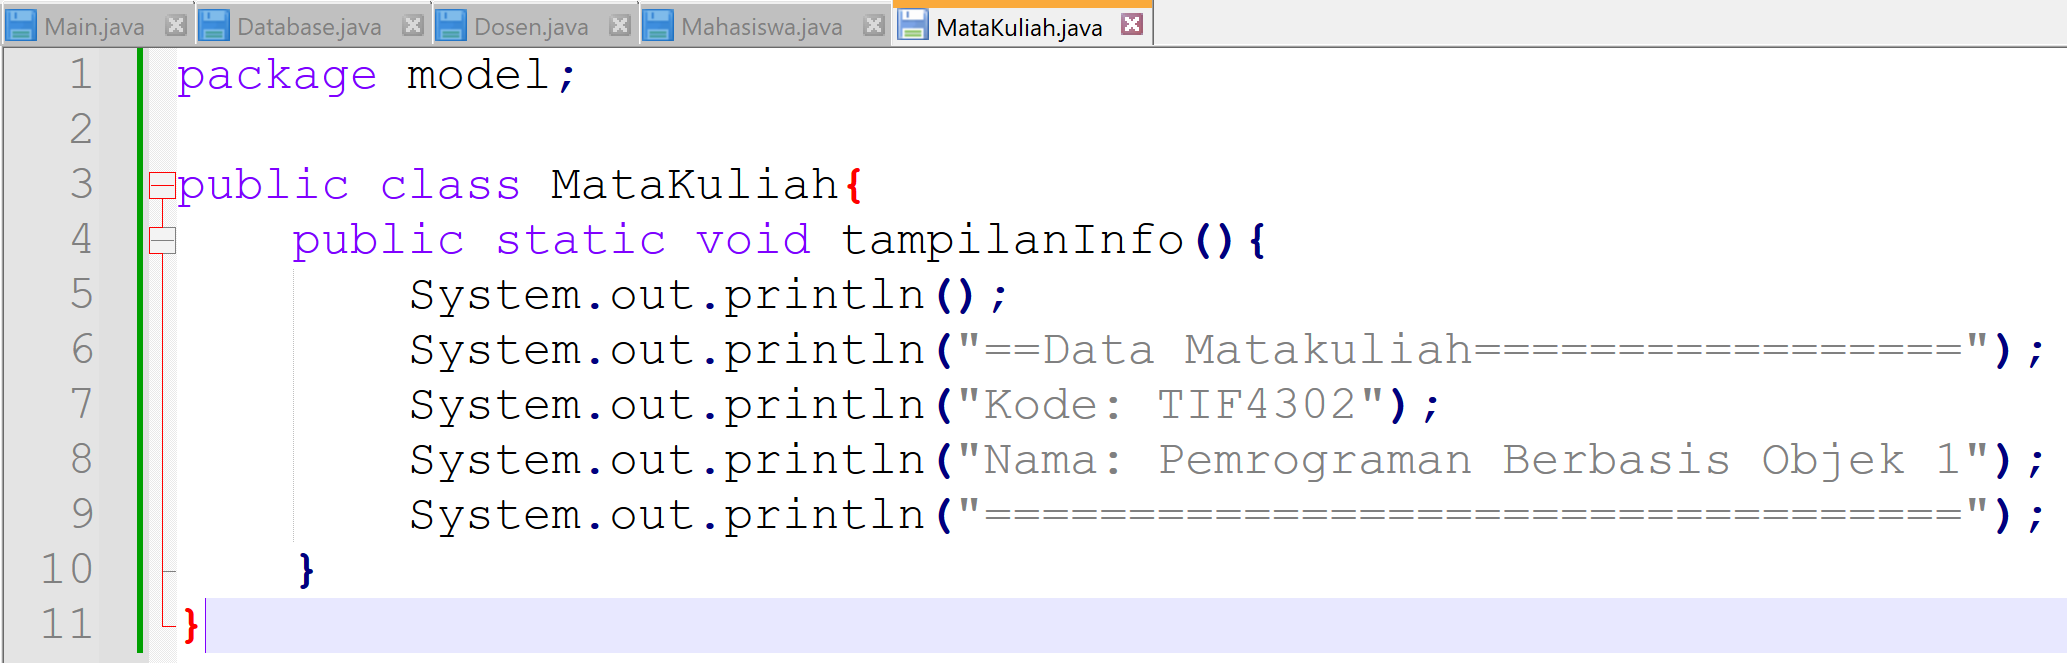 Main.java Database.java Dosen.java Mahasiswa.java MataKuliah.java
1 package model;
2
3 public class MataKuliah{
4     public static void tampilanInfo(){
5         System.out.println();
6         System.out.println("==Data Matakuliah=================");
7         System.out.println("Kode: TIF4302");
8         System.out.println("Nama: Pemrograman Berbasis Objek 1");
9         System.out.println("==================================");
10     }
11 }